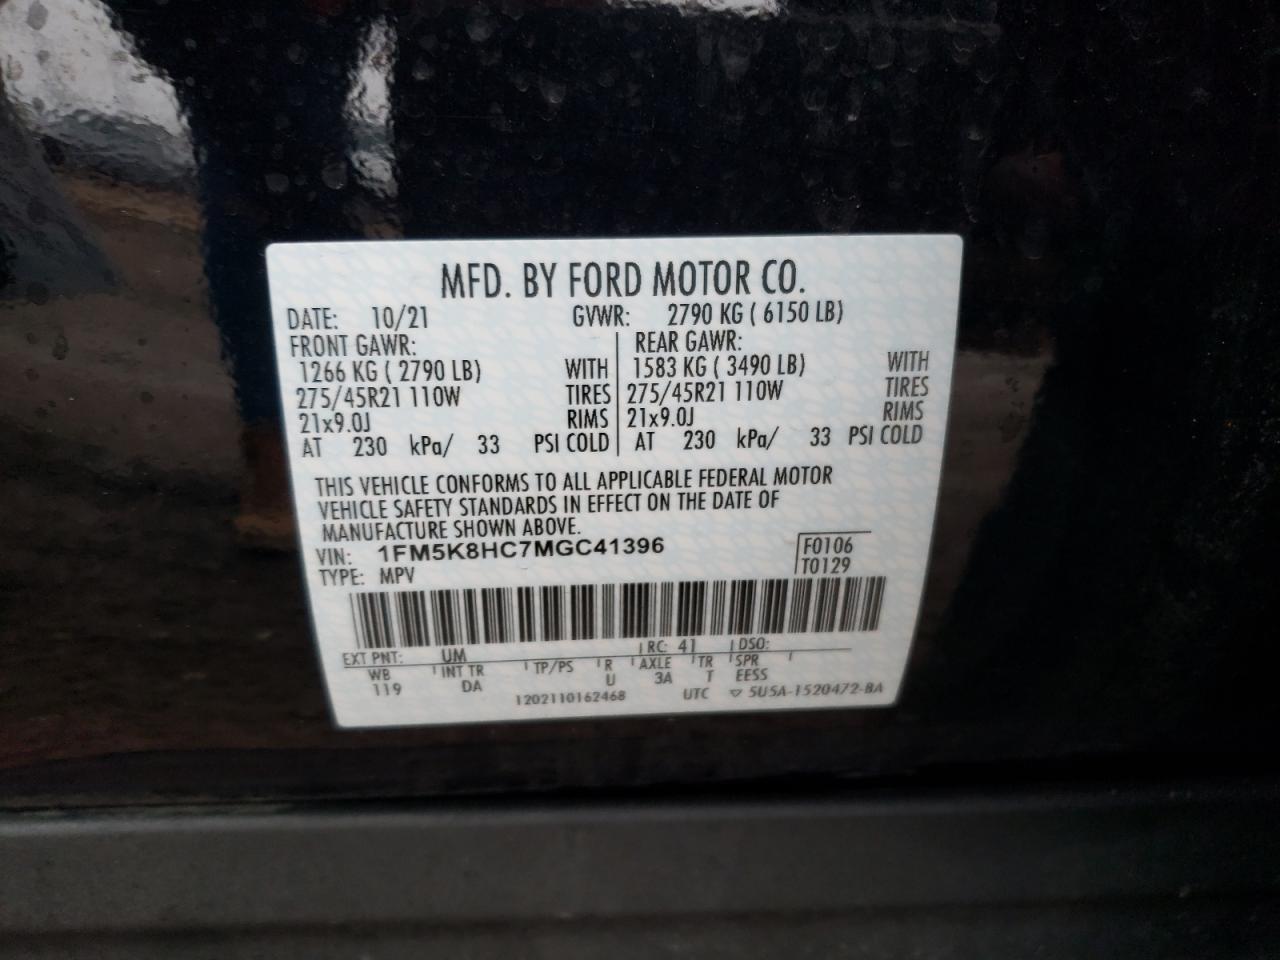 MFD. BY FORD MOTOR CO.
DATE: 10/21 GVWR: 2790 KG ( 6150 LB)
FRONT GAWR: REAR GAWR:
1266 KG ( 2790 LB) WITH 1583 KG ( 3490 LB) WITH
275/45R21 110W TIRES 275/45R21 110W TIRES
21x9.0J RIMS 21x9.0J RIMS
AT 230 kPa/ 33 PSI COLD AT 230 kPa/ 33 PSI COLD
THIS VEHICLE CONFORMS TO ALL APPLICABLE FEDERAL MOTOR
VEHICLE SAFETY STANDARDS IN EFFECT ON THE DATE OF
MANUFACTURE SHOWN ABOVE.
VIN: 1FM5K8HC7MGC41396 F0106
TYPE: MPV T0129
EXT PNT: UM RC: 41 DSO:
WB INT TR TP/PS R AXLE TR SPR
119 DA U 3A T EESS
1202110162468 UTC ▽ 5U5A-1520472-BA